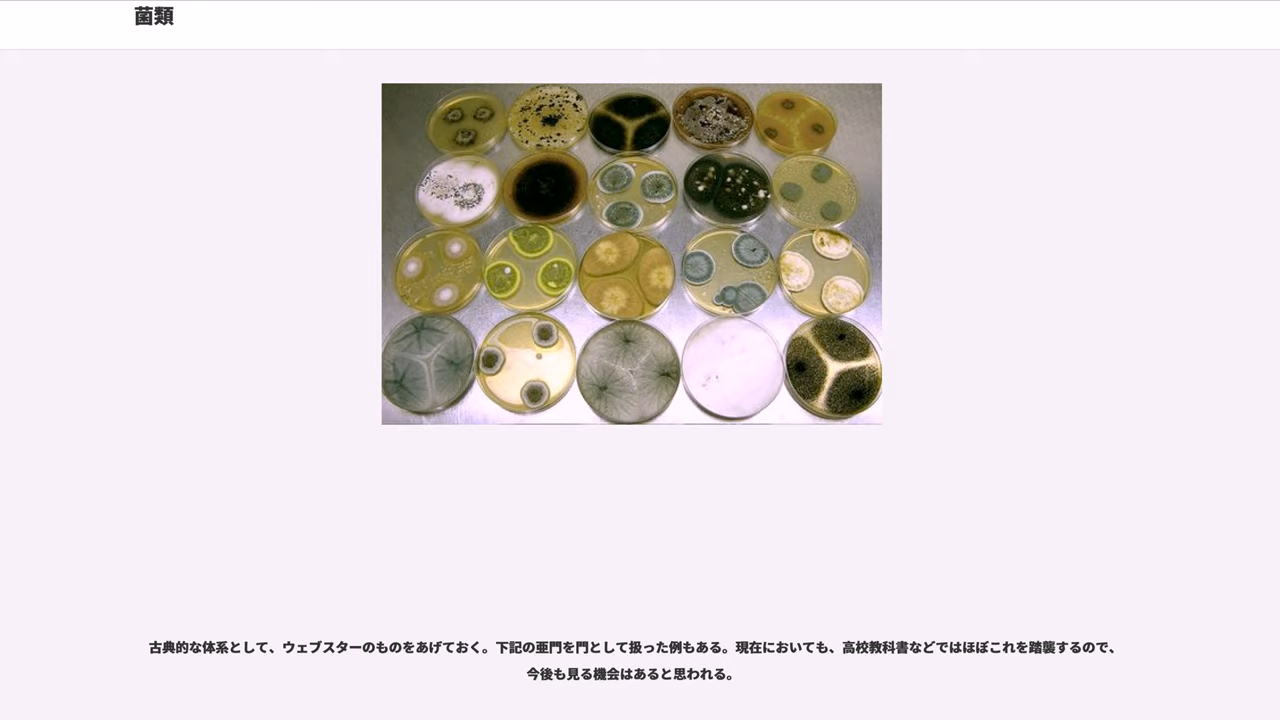 菌類
古典的な体系として、ウェブスターのものをあげておく。下記の亜門を門として扱った例もある。現在においても、高校教科書などではほぼこれを踏襲するので、
今後も見る機会はあると思われる。